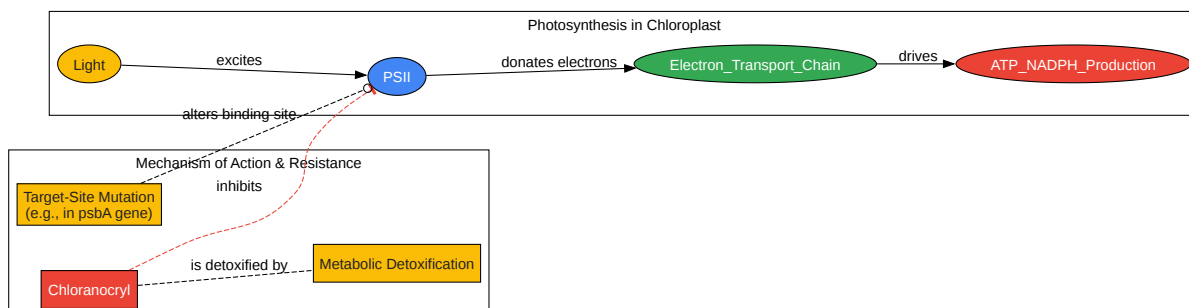 Photosynthesis in Chloroplast
Light
excites
PSII
donates electrons
Electron_Transport_Chain
drives
ATP_NADPH_Production
alters binding site
Mechanism of Action & Resistance
inhibits
Target-Site Mutation
(e.g., in psbA gene)
Chloranocryl
is detoxified by
Metabolic Detoxification